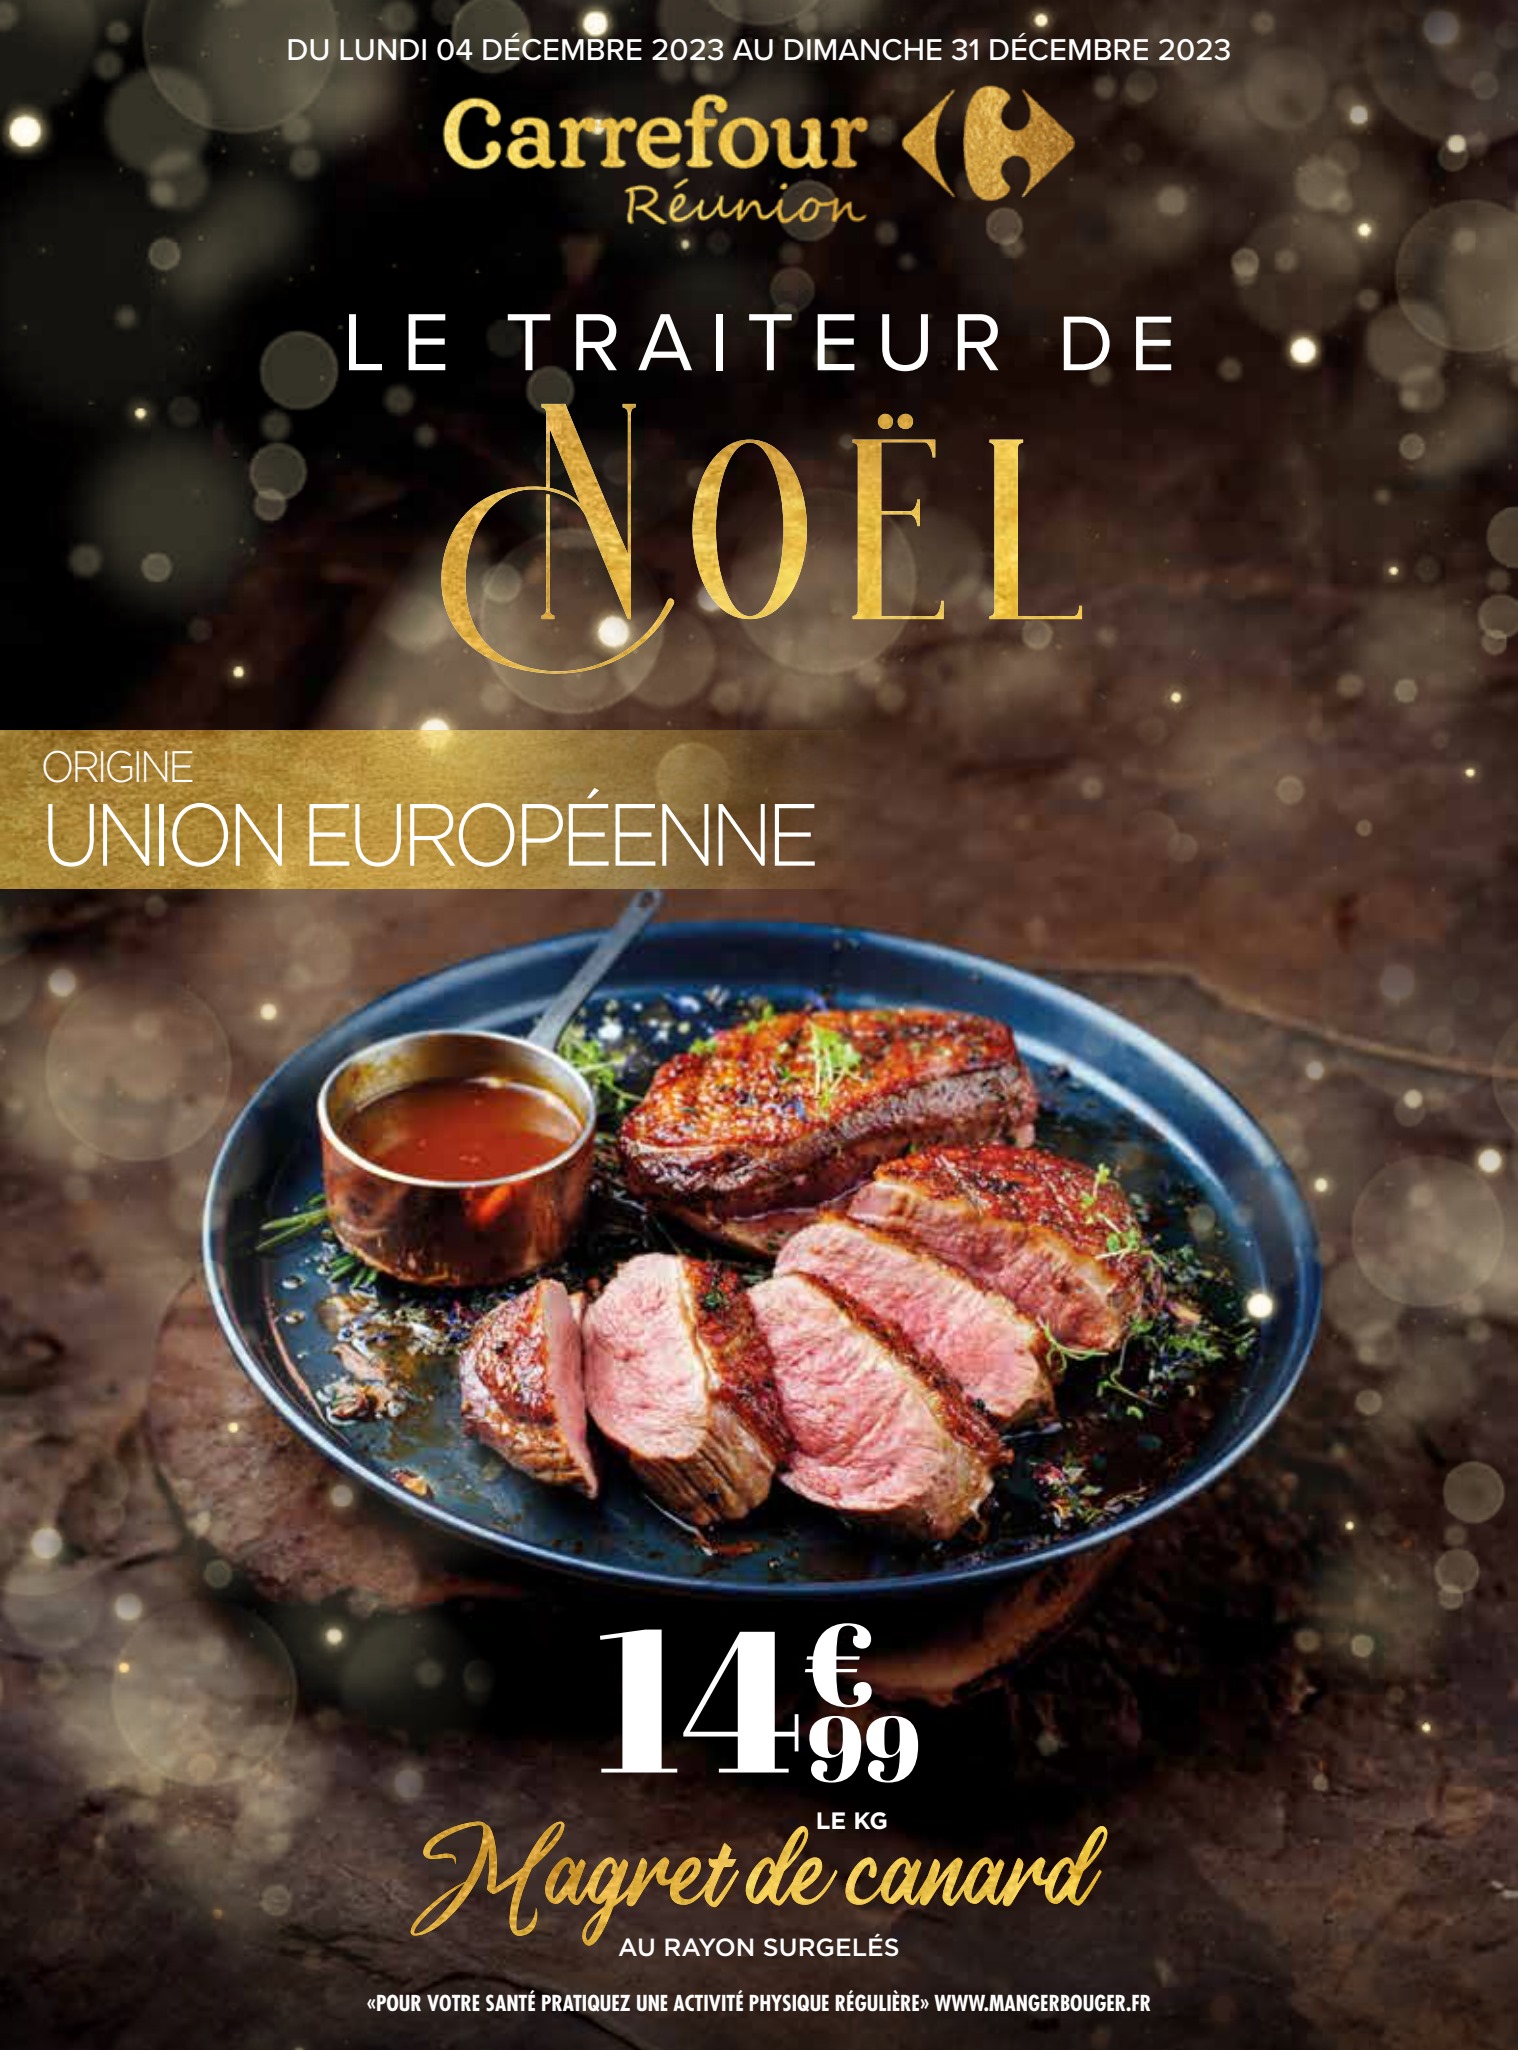 DU LUNDI 04 DÉCEMBRE 2023 AU DIMANCHE 31 DÉCEMBRE 2023
Carrefour
Réunion
LE TRAITEUR DE
NOËL
ORIGINE
UNION EUROPÉENNE
14€99
LE KG
Magret de canard
AU RAYON SURGELÉS
«POUR VOTRE SANTÉ PRATIQUEZ UNE ACTIVITÉ PHYSIQUE RÉGULIÈRE» WWW.MANGERBOUGER.FR